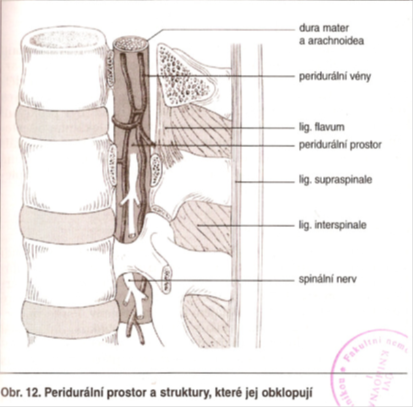 dura mater
a arachnoidea
peridurální vény
lig. flavum
peridurální prostor
lig. supraspinale
lig. interspinale
spinální nerv
Obr. 12. Peridurální prostor a struktury, které jej obklopují